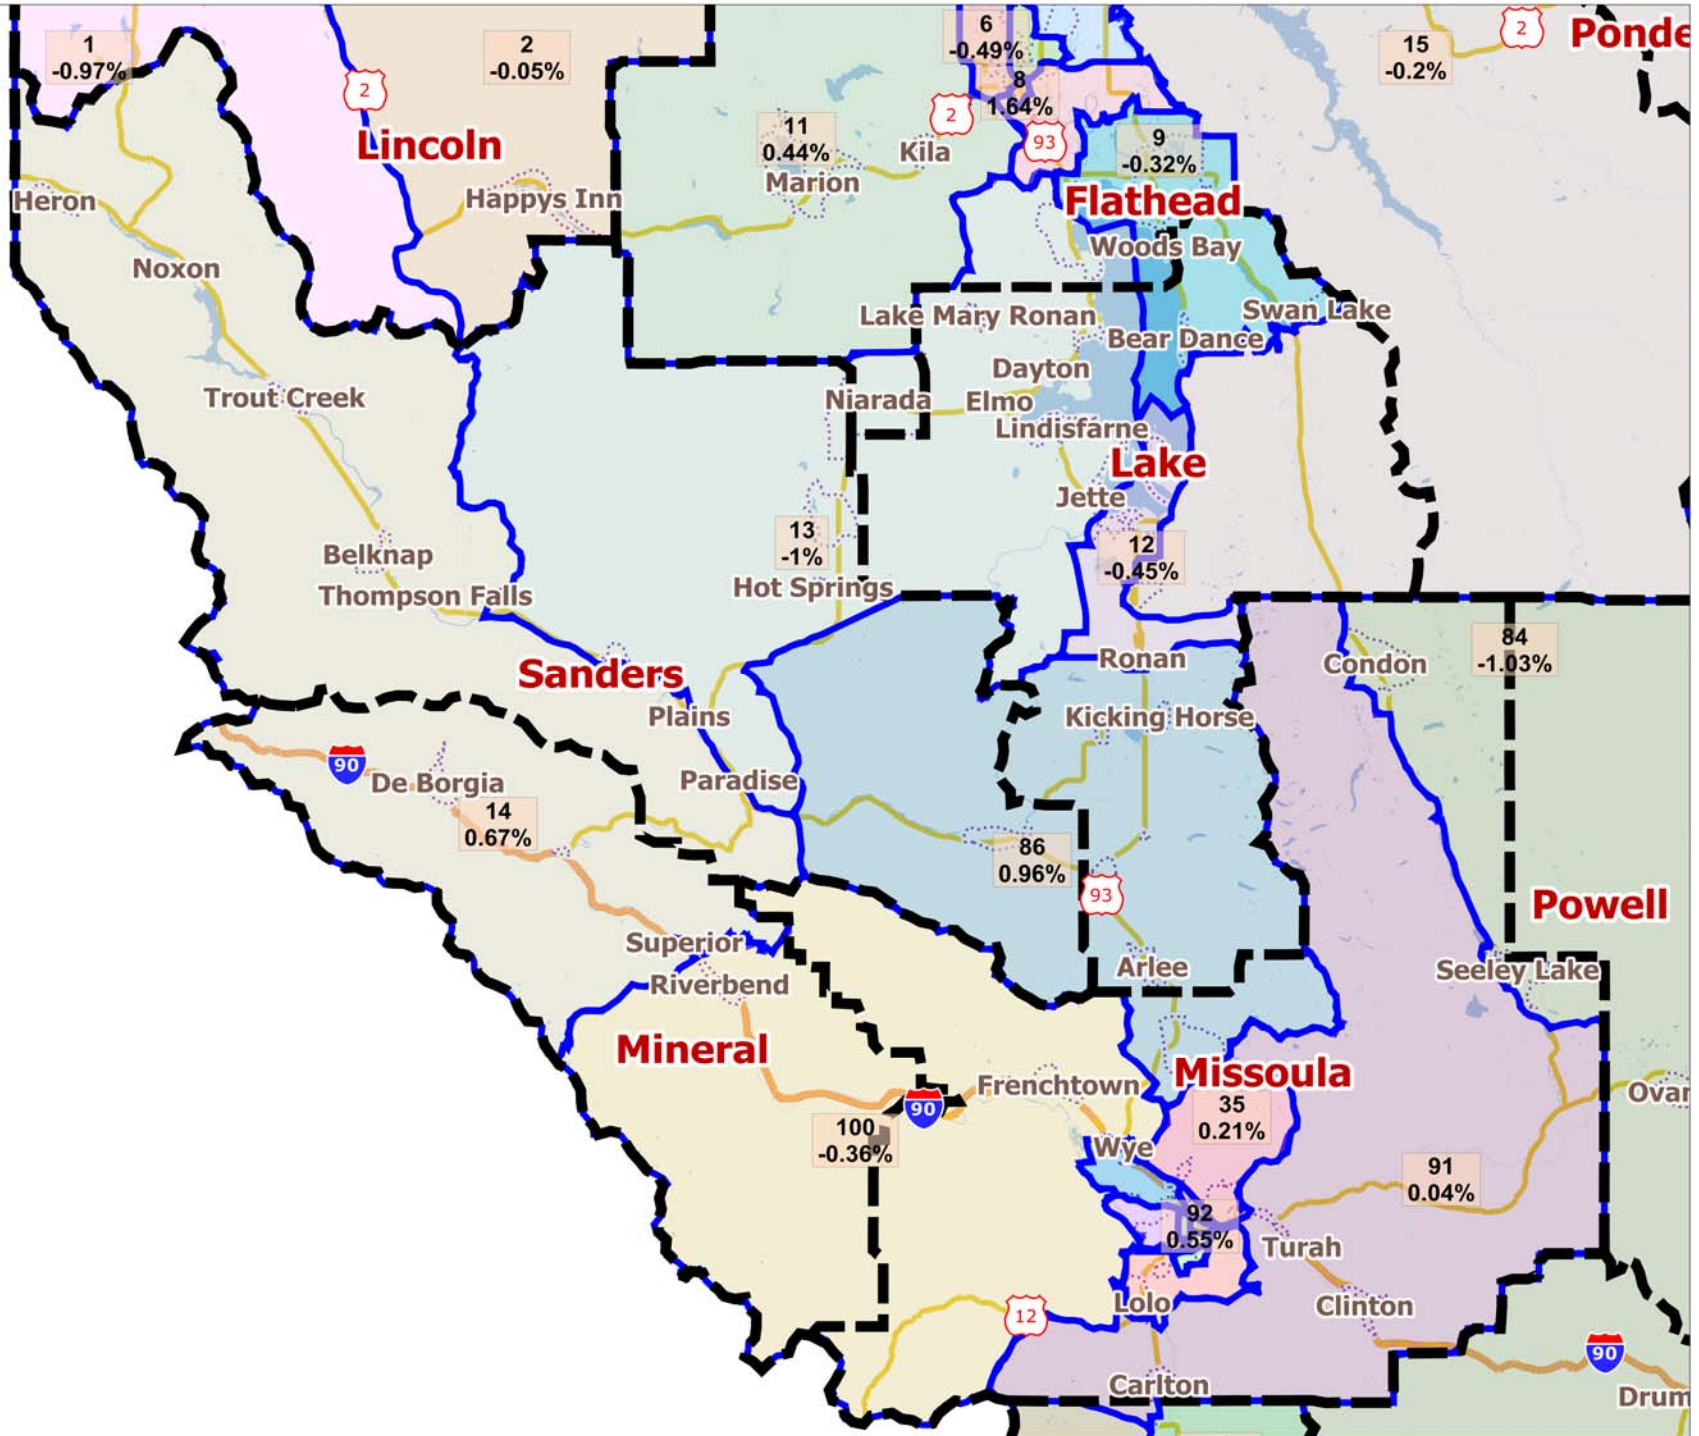 6
-0.49%
2
Ponde
1
-0.97%
2
-0.05%
15
-0.2%
8
1.64%
2
2
11
0.44%
93
9
-0.32%
Lincoln
Kila
Marion
Heron
Happys Inn
Flathead
Woods Bay
Noxon
Lake Mary Ronan
Swan Lake
Bear Dance
Dayton
Trout Creek
Niarada
Elmo
Lindisfarne
Lake
Jette
13
-1%
12
-0.45%
Belknap
Hot Springs
Thompson Falls
84
-1.03%
Ronan
Condon
Sanders
Plains
Kicking Horse
90
De Borgia
Paradise
14
0.67%
86
0.96%
93
Powell
Superior
Arlee
Seeley Lake
Riverbend
Mineral
Missoula
Frenchtown
Ovar
90
35
0.21%
100
-0.36%
Wye
91
0.04%
92
0.55%
Turah
Lolo
12
Clinton
90
Carlton
Drum